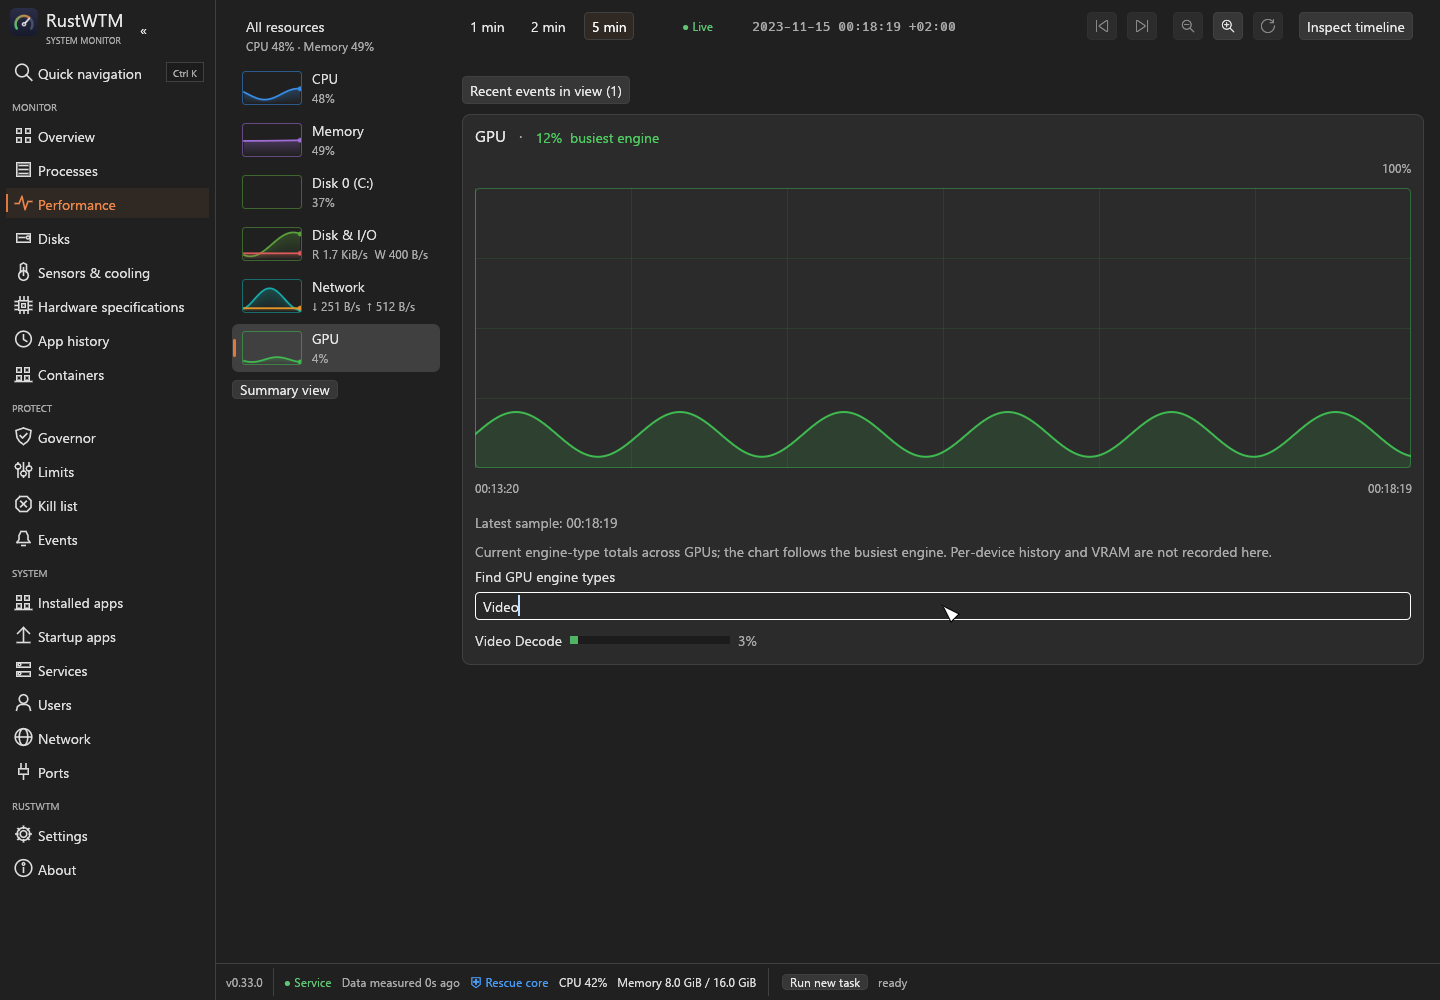 RustWTM
SYSTEM MONITOR
«
Quick navigation
Ctrl K
MONITOR
Overview
Processes
Performance
Disks
Sensors & cooling
Hardware specifications
App history
Containers
PROTECT
Governor
Limits
Kill list
Events
SYSTEM
Installed apps
Startup apps
Services
Users
Network
Ports
RUSTWTM
Settings
About
All resources
CPU 48% · Memory 49%
CPU
48%
Memory
49%
Disk 0 (C:)
37%
Disk & I/O
R 1.7 KiB/s W 400 B/s
Network
↓ 251 B/s ↑ 512 B/s
GPU
4%
Summary view
1 min 2 min 5 min
● Live
2023-11-15 00:18:19 +02:00
Inspect timeline
Recent events in view (1)
GPU · 12% busiest engine
100%
00:13:20 00:18:19
Latest sample: 00:18:19
Current engine-type totals across GPUs; the chart follows the busiest engine. Per-device history and VRAM are not recorded here.
Find GPU engine types
Video
Video Decode 3%
v0.33.0 ● Service Data measured 0s ago Rescue core CPU 42% Memory 8.0 GiB / 16.0 GiB Run new task ready